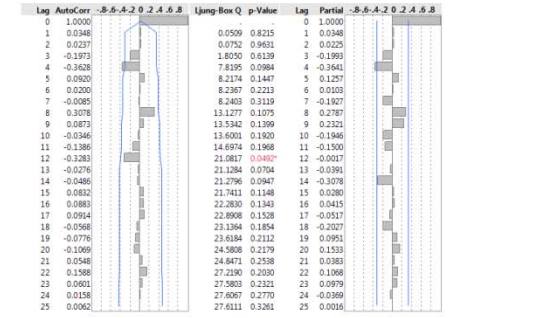 Lag AutoCorr -.8-.6-.4-.2 0 .2 .4 .6 .8 Ljung-Box Q p-Value Lag Partial -.8-.6-.4-.2 0 .2 .4 .6 .8
0 1.0000 . . 0 1.0000
1 0.0348 0.0509 0.8215 1 0.0348
2 0.0237 0.0752 0.9631 2 0.0225
3 -0.1973 1.8050 0.6139 3 -0.1993
4 -0.3628 7.8195 0.0984 4 -0.3641
5 0.0920 8.2174 0.1447 5 0.1257
6 0.0200 8.2367 0.2213 6 0.0103
7 -0.0085 8.2403 0.3119 7 -0.1927
8 0.3078 13.1277 0.1075 8 0.2787
9 0.0873 13.5342 0.1399 9 0.2321
10 -0.0346 13.6001 0.1920 10 -0.1946
11 -0.1386 14.6974 0.1968 11 -0.1500
12 -0.3283 21.0817 0.0492* 12 -0.0017
13 -0.0276 21.1284 0.0704 13 -0.0391
14 -0.0486 21.2796 0.0947 14 -0.3078
15 0.0832 21.7411 0.1148 15 0.0280
16 0.0883 22.2830 0.1343 16 0.0415
17 0.0914 22.8908 0.1528 17 -0.0517
18 -0.0568 23.1364 0.1854 18 -0.2027
19 -0.0776 23.6184 0.2112 19 0.0951
20 -0.1069 24.5808 0.2179 20 0.1533
21 0.0548 24.8471 0.2538 21 0.0383
22 0.1588 27.2190 0.2030 22 0.1068
23 0.0601 27.5803 0.2321 23 0.0979
24 0.0158 27.6067 0.2770 24 -0.0369
25 0.0062 27.6111 0.3261 25 0.0016